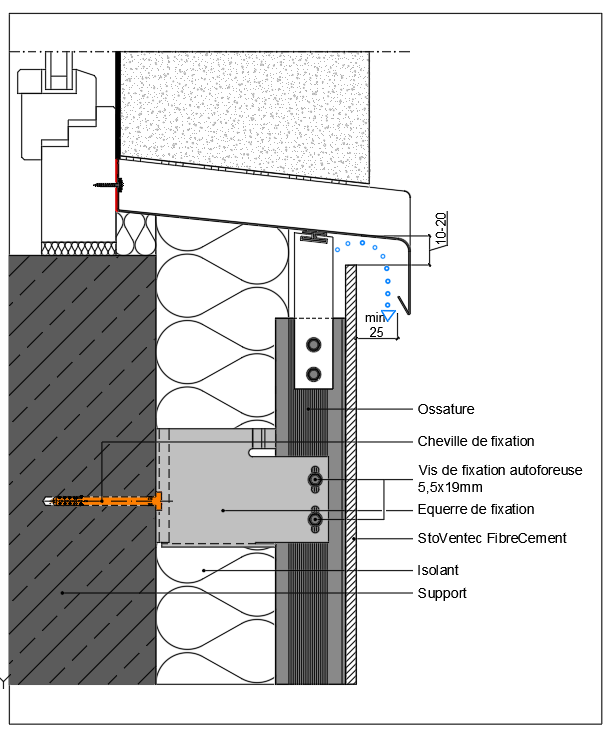 10-20
min
25
Ossature
Cheville de fixation
Vis de fixation autoforeuse
5,5x19mm
Equerre de fixation
StoVentec FibreCement
Isolant
Support
Y